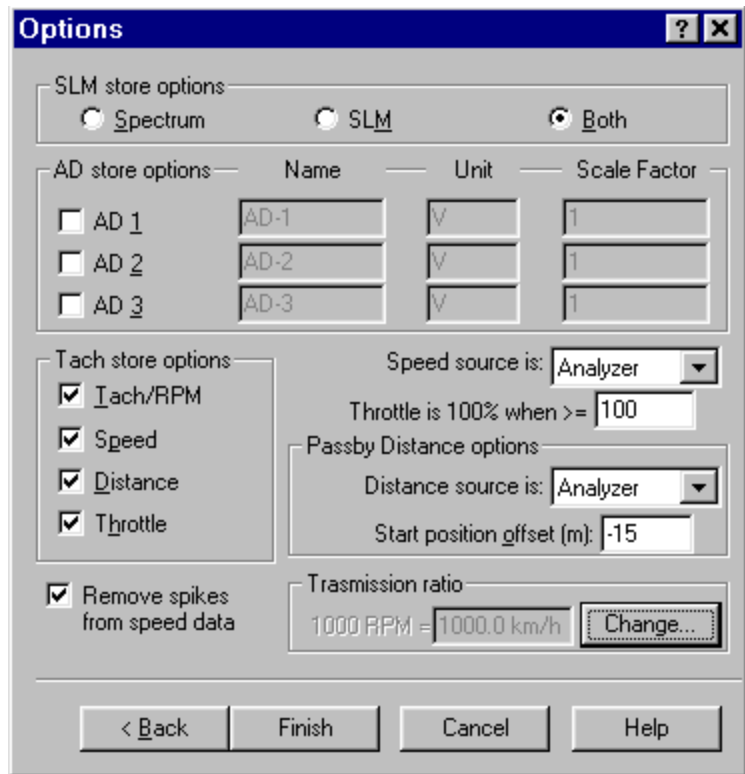 Options
SLM store options
Spectrum SLM Both
AD store options Name Unit Scale Factor
AD 1 AD-1 V 1
AD 2 AD-2 V 1
AD 3 AD-3 V 1
Tach store options
Tach/RPM
Speed
Distance
Throttle
Speed source is: Analyzer
Throttle is 100% when >= 100
Passby Distance options
Distance source is: Analyzer
Start position offset (m): -15
Remove spikes
from speed data
Trasmission ratio
1000 RPM = 1000.0 km/h Change...
< Back Finish Cancel Help